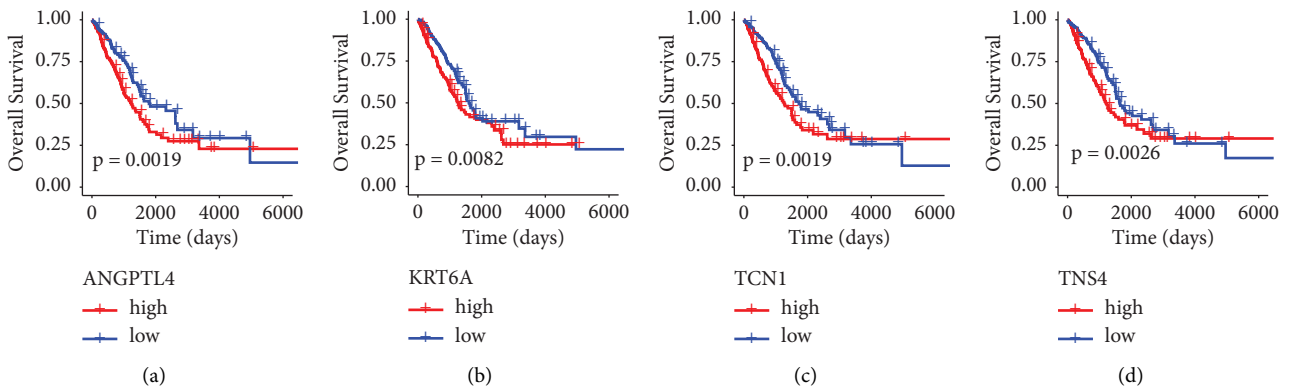 Overall Survival
1.00
0.75
0.50
0.25
0.00
p = 0.0019
0 2000 4000 6000
Time (days)
ANGPTL4
high
low
(a)
Overall Survival
1.00
0.75
0.50
0.25
0.00
p = 0.0082
0 2000 4000 6000
Time (days)
KRT6A
high
low
(b)
Overall Survival
1.00
0.75
0.50
0.25
0.00
p = 0.0019
0 2000 4000 6000
Time (days)
TCN1
high
low
(c)
Overall Survival
1.00
0.75
0.50
0.25
0.00
p = 0.0026
0 2000 4000 6000
Time (days)
TNS4
high
low
(d)